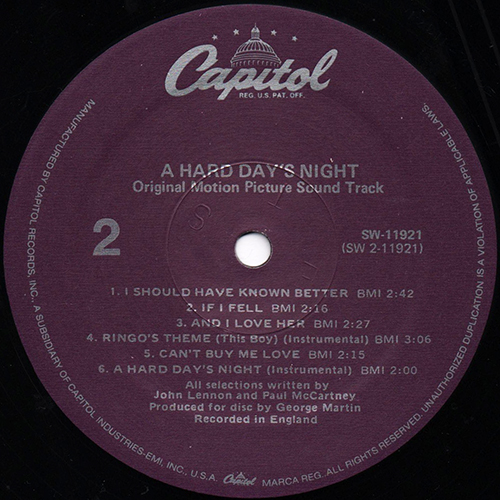 Capitol
REG. U.S. PAT. OFF.
A HARD DAY'S NIGHT
Original Motion Picture Sound Track
2
SW-11921
(SW 2-11921)
1. I SHOULD HAVE KNOWN BETTER BMI 2:42
2. IF I FELL BMI 2:16
3. AND I LOVE HER BMI 2:27
4. RINGO'S THEME (This Boy) (Instrumental) BMI 3:06
5. CAN'T BUY ME LOVE BMI 2:15
6. A HARD DAY'S NIGHT (Instrumental) BMI 2:00
All selections written by
John Lennon and Paul McCartney
Produced for disc by George Martin
Recorded in England
MANUFACTURED BY CAPITOL RECORDS, INC., A SUBSIDIARY OF CAPITOL INDUSTRIES-EMI, INC., U.S.A. Capitol MARCA REG. ALL RIGHTS RESERVED. UNAUTHORIZED DUPLICATION IS A VIOLATION OF APPLICABLE LAWS.